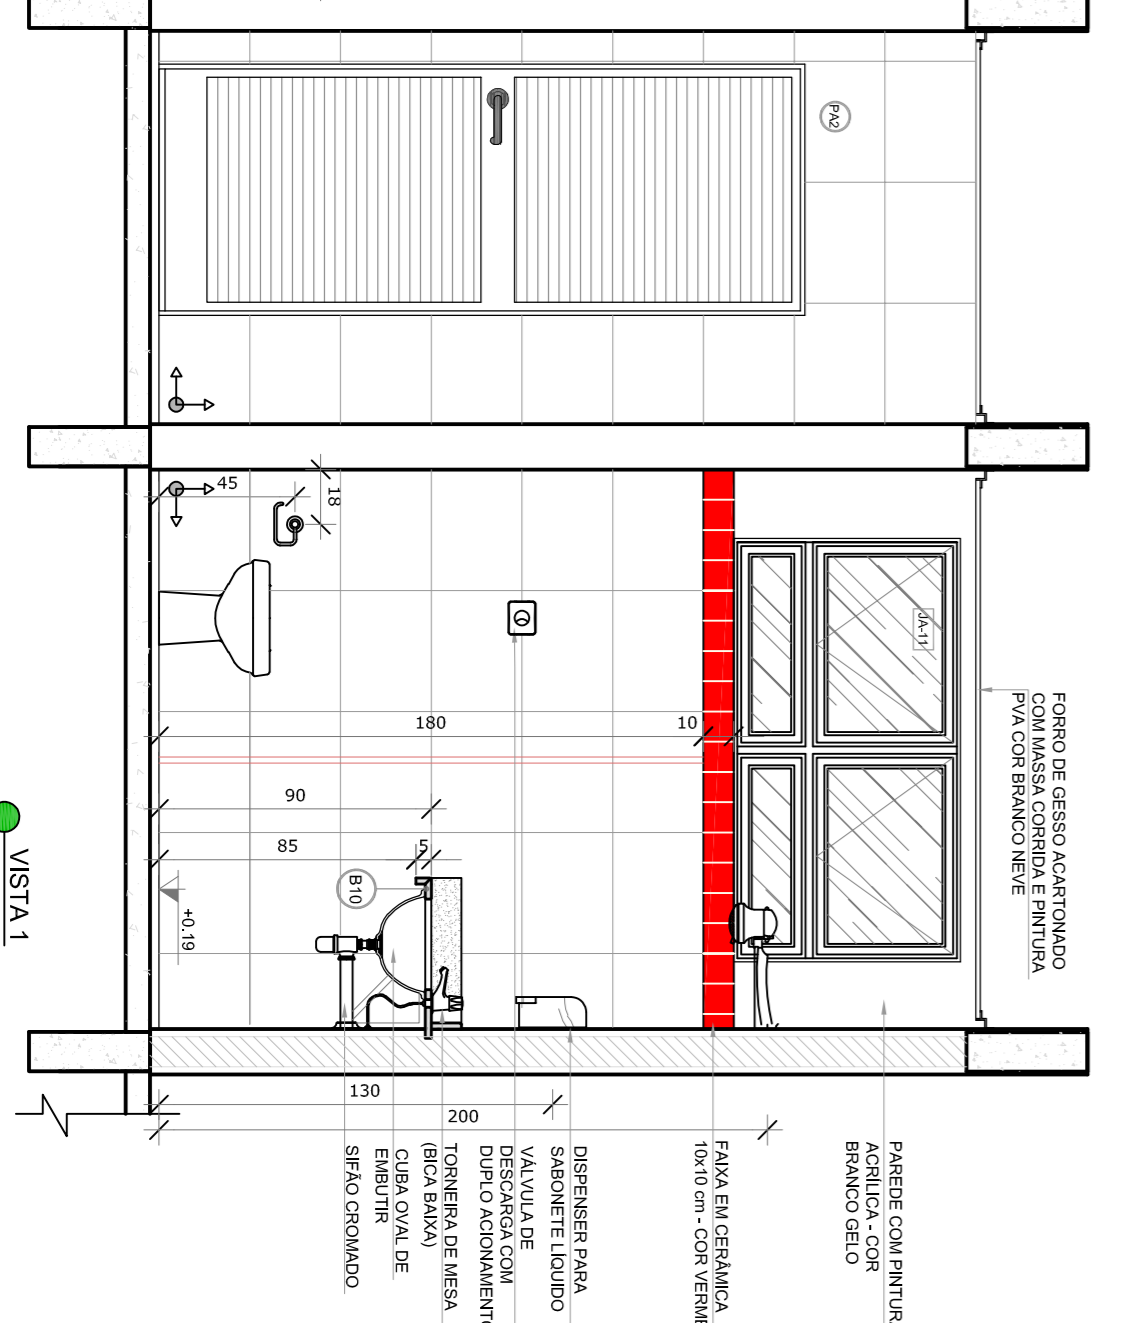 PA2
45
18
JA-11
FORRO DE GESSO ACARTONADO
COM MASSA CORRIDA E PINTURA
PVA COR BRANCO NEVE
180
10
90
85
5
B10
+0.19
VISTA 1
130
200
PAREDE COM PINTURA
ACRÍLICA - COR
BRANCO GELO
FAIXA EM CERÂMICA
10x10 cm - COR VERME
DISPENSER PARA
SABONETE LÍQUIDO
VÁLVULA DE
DESCARGA COM
DUPLO ACIONAMENTO
TORNEIRA DE MESA
(BICA BAIXA)
CUBA OVAL DE
EMBUTIR
SIFÃO CROMADO